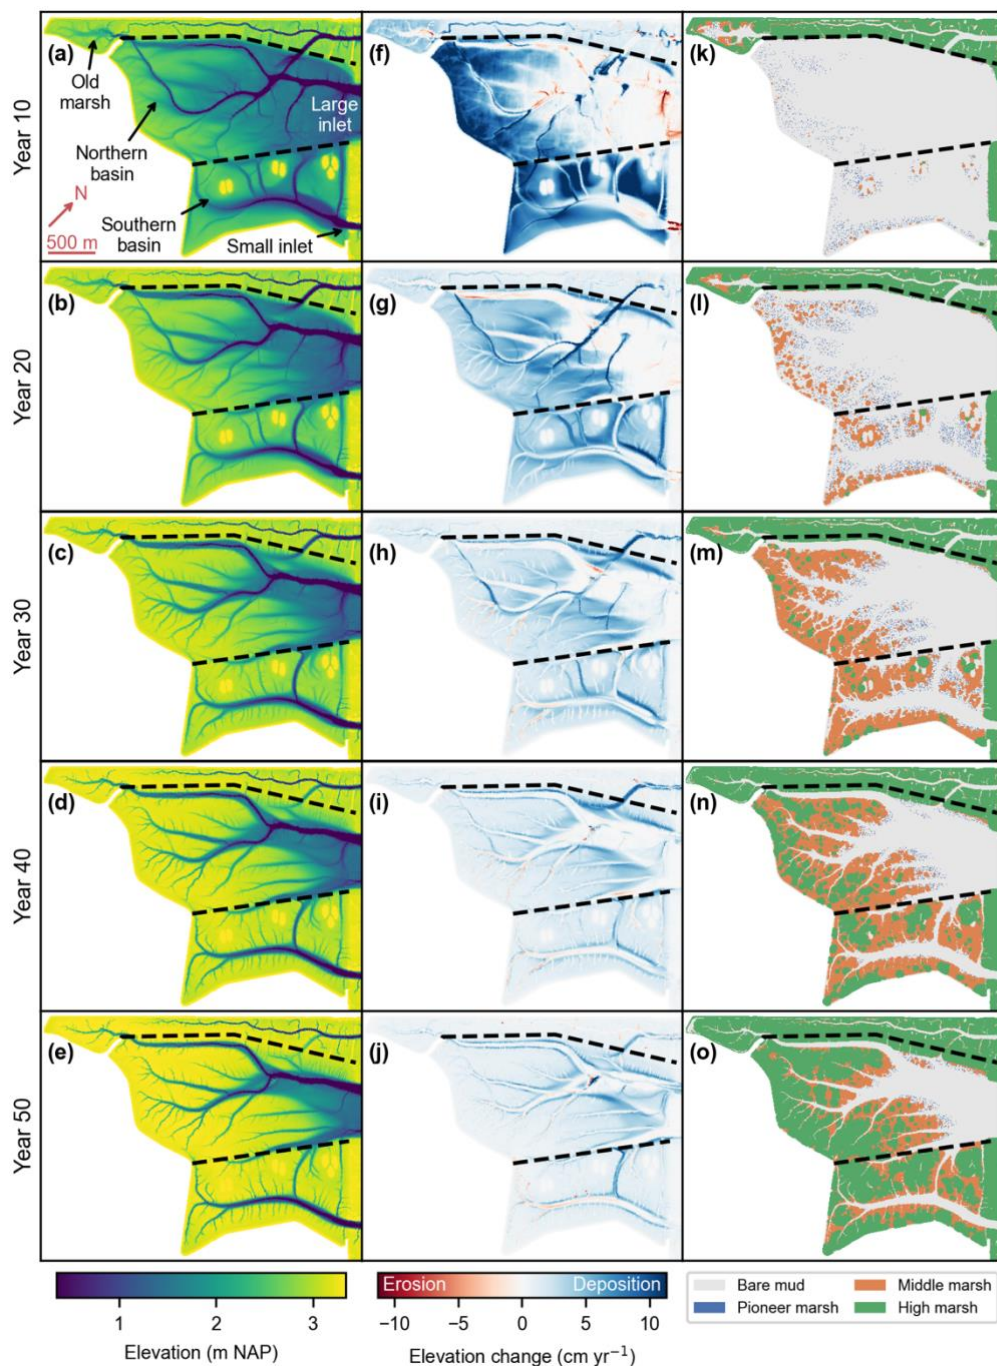 Year 10
(a)
Old
marsh
Northern
basin
Large
inlet
N
500 m
Southern
basin
Small inlet
(f)
(k)
Year 20
(b)
(g)
(l)
Year 30
(c)
(h)
(m)
Year 40
(d)
(i)
(n)
Year 50
(e)
(j)
(o)
1 2 3
Elevation (m NAP)
Erosion Deposition
−10 −5 0 5 10
Elevation change (cm yr⁻¹)
Bare mud Middle marsh
Pioneer marsh High marsh